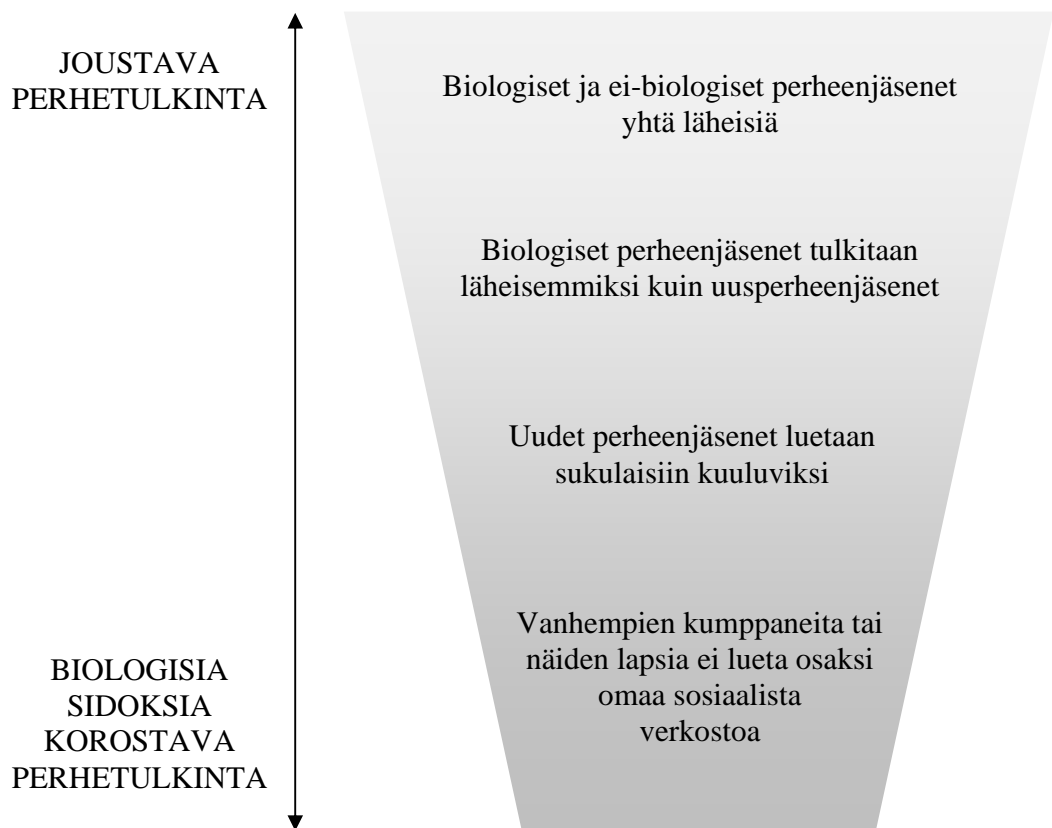 JOUSTAVA
PERHETULKINTA
Biologiset ja ei-biologiset perheenjäsenet
yhtä läheisiä
Biologiset perheenjäsenet tulkitaan
läheisemmiksi kuin uusperheenjäsenet
Uudet perheenjäsenet luetaan
sukulaisiin kuuluviksi
Vanhempien kumppaneita tai
näiden lapsia ei lueta osaksi
omaa sosiaalista
verkostoa
BIOLOGISIA
SIDOKSIA
KOROSTAVA
PERHETULKINTA